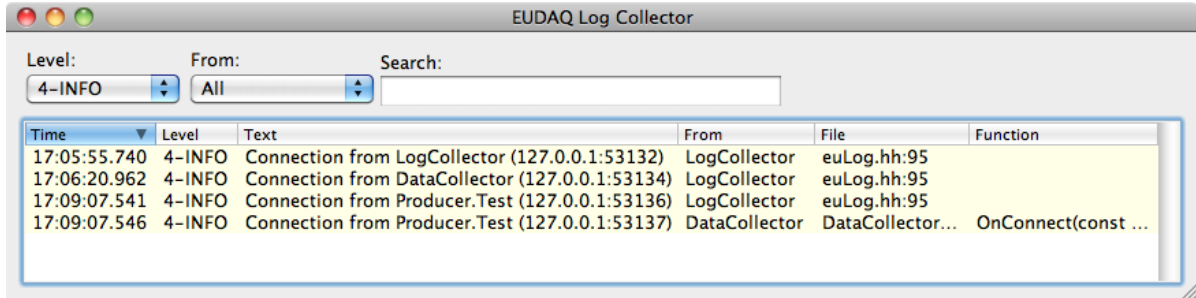 EUDAQ Log Collector
Level: From: Search:
4-INFO All
Time Level Text From File Function
17:05:55.740 4-INFO Connection from LogCollector (127.0.0.1:53132) LogCollector euLog.hh:95
17:06:20.962 4-INFO Connection from DataCollector (127.0.0.1:53134) LogCollector euLog.hh:95
17:09:07.541 4-INFO Connection from Producer.Test (127.0.0.1:53136) LogCollector euLog.hh:95
17:09:07.546 4-INFO Connection from Producer.Test (127.0.0.1:53137) DataCollector DataCollector... OnConnect(const ...